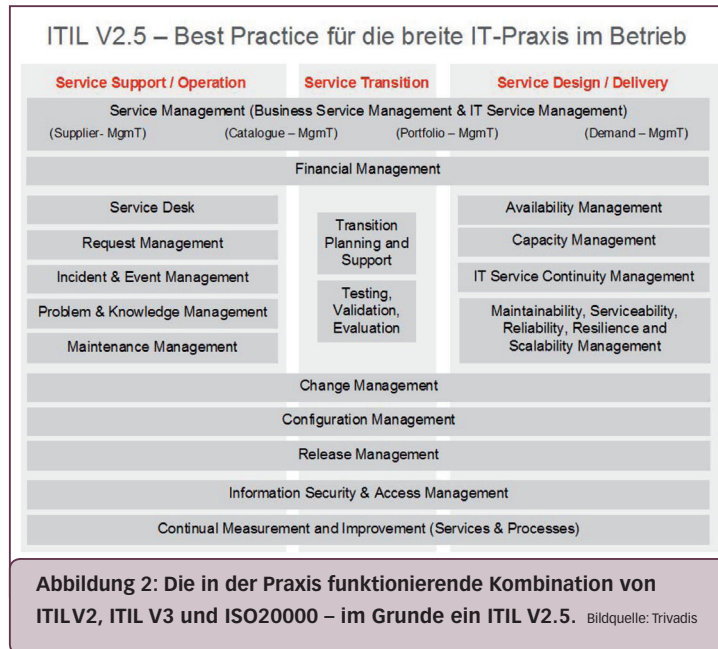 ITIL V2.5 – Best Practice für die breite IT-Praxis im Betrieb
Service Support / Operation
Service Transition
Service Design / Delivery
Service Management (Business Service Management & IT Service Management)
(Supplier- MgmT) (Catalogue – MgmT) (Portfolio – MgmT) (Demand – MgmT)
Financial Management
Service Desk
Request Management
Incident & Event Management
Problem & Knowledge Management
Maintenance Management
Transition
Planning and
Support
Testing,
Validation,
Evaluation
Availability Management
Capacity Management
IT Service Continuity Management
Maintainability, Serviceability,
Reliability, Resilience and
Scalability Management
Change Management
Configuration Management
Release Management
Information Security & Access Management
Continual Measurement and Improvement (Services & Processes)
Abbildung 2: Die in der Praxis funktionierende Kombination von
ITILV2, ITIL V3 und ISO20000 – im Grunde ein ITIL V2.5. Bildquelle: Trivadis